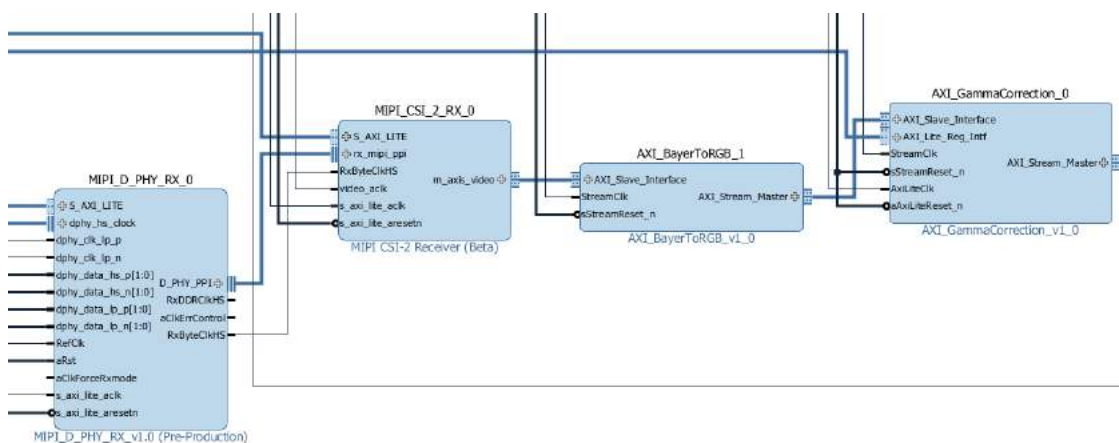 MIPI_D_PHY_RX_0
S_AXI_LITE
dphy_hs_clock
dphy_clk_lp_p
dphy_clk_lp_n
dphy_data_hs_p[1:0]
dphy_data_hs_n[1:0]
dphy_data_lp_p[1:0]
dphy_data_lp_n[1:0]
RefClk
aRst
aClkForceRxmode
s_axi_lite_aclk
s_axi_lite_aresetn
D_PHY_PPI
RxDDRClkHS
aClkErrControl
RxByteClkHS
MIPI_D_PHY_RX_v1.0 (Pre-Production)
MIPI_CSI_2_RX_0
S_AXI_LITE
rx_mipi_ppi
RxByteClkHS
video_aclk
s_axi_lite_aclk
s_axi_lite_aresetn
m_axis_video
MIPI CSI-2 Receiver (Beta)
AXI_BayerToRGB_1
AXI_Slave_Interface
StreamClk
sStreamReset_n
AXI_Stream_Master
AXI_BayerToRGB_v1_0
AXI_GammaCorrection_0
AXI_Slave_Interface
AXI_Lite_Reg_Intf
StreamClk
sStreamReset_n
AxiLiteClk
aAxiLiteReset_n
AXI_Stream_Master
AXI_GammaCorrection_v1_0